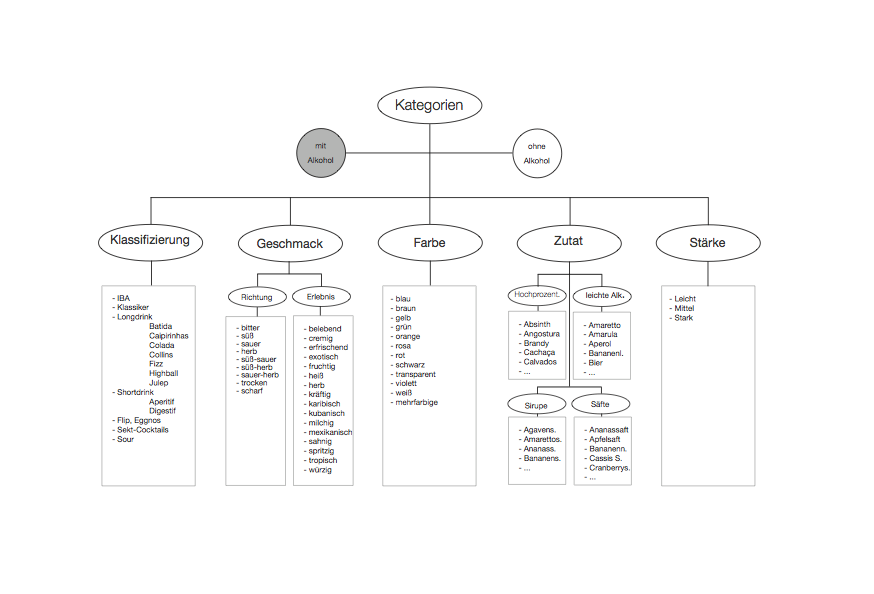 Kategorien
mit
Alkohol
ohne
Alkohol
Klassifizierung
Geschmack
Farbe
Zutat
Stärke
- IBA
- Klassiker
- Longdrink
Batida
Caipirinhas
Colada
Collins
Fizz
Highball
Julep
- Shortdrink
Aperitif
Digestif
- Flip, Eggnos
- Sekt-Cocktails
- Sour
Richtung
- bitter
- süß
- sauer
- herb
- süß-sauer
- süß-herb
- sauer-herb
- trocken
- scharf
Erlebnis
- belebend
- cremig
- erfrischend
- exotisch
- fruchtig
- heiß
- herb
- kräftig
- karibisch
- kubanisch
- milchig
- mexikanisch
- sahnig
- spritzig
- tropisch
- würzig
- blau
- braun
- gelb
- grün
- orange
- rosa
- rot
- schwarz
- transparent
- violett
- weiß
- mehrfarbige
Hochprozent.
- Absinth
- Angostura
- Brandy
- Cachaça
- Calvados
- ...
leichte Alk.
- Amaretto
- Amarula
- Aperol
- Bananenl.
- Bier
- ...
Sirupe
- Agavens.
- Amarettos.
- Ananass.
- Bananens.
- ...
Säfte
- Ananassaft
- Apfelsaft
- Bananenn.
- Cassis S.
- Cranberrys.
- ...
- Leicht
- Mittel
- Stark